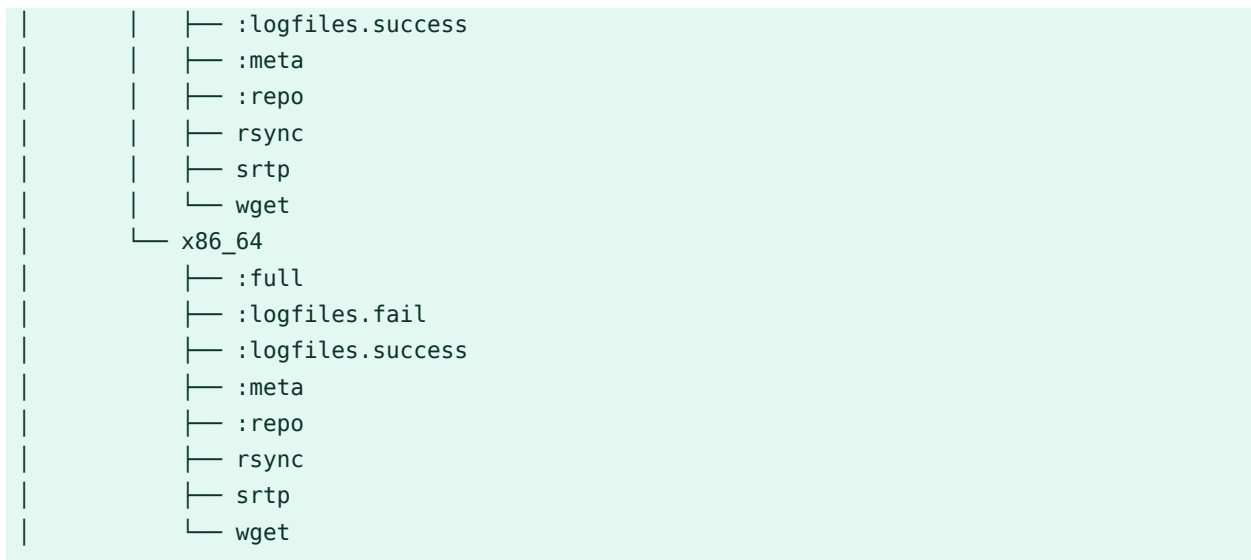 │       │   ├── :logfiles.success
│       │   ├── :meta
│       │   ├── :repo
│       │   ├── rsync
│       │   ├── srtp
│       │   └── wget
│       └── x86_64
│           ├── :full
│           ├── :logfiles.fail
│           ├── :logfiles.success
│           ├── :meta
│           ├── :repo
│           ├── rsync
│           ├── srtp
│           └── wget